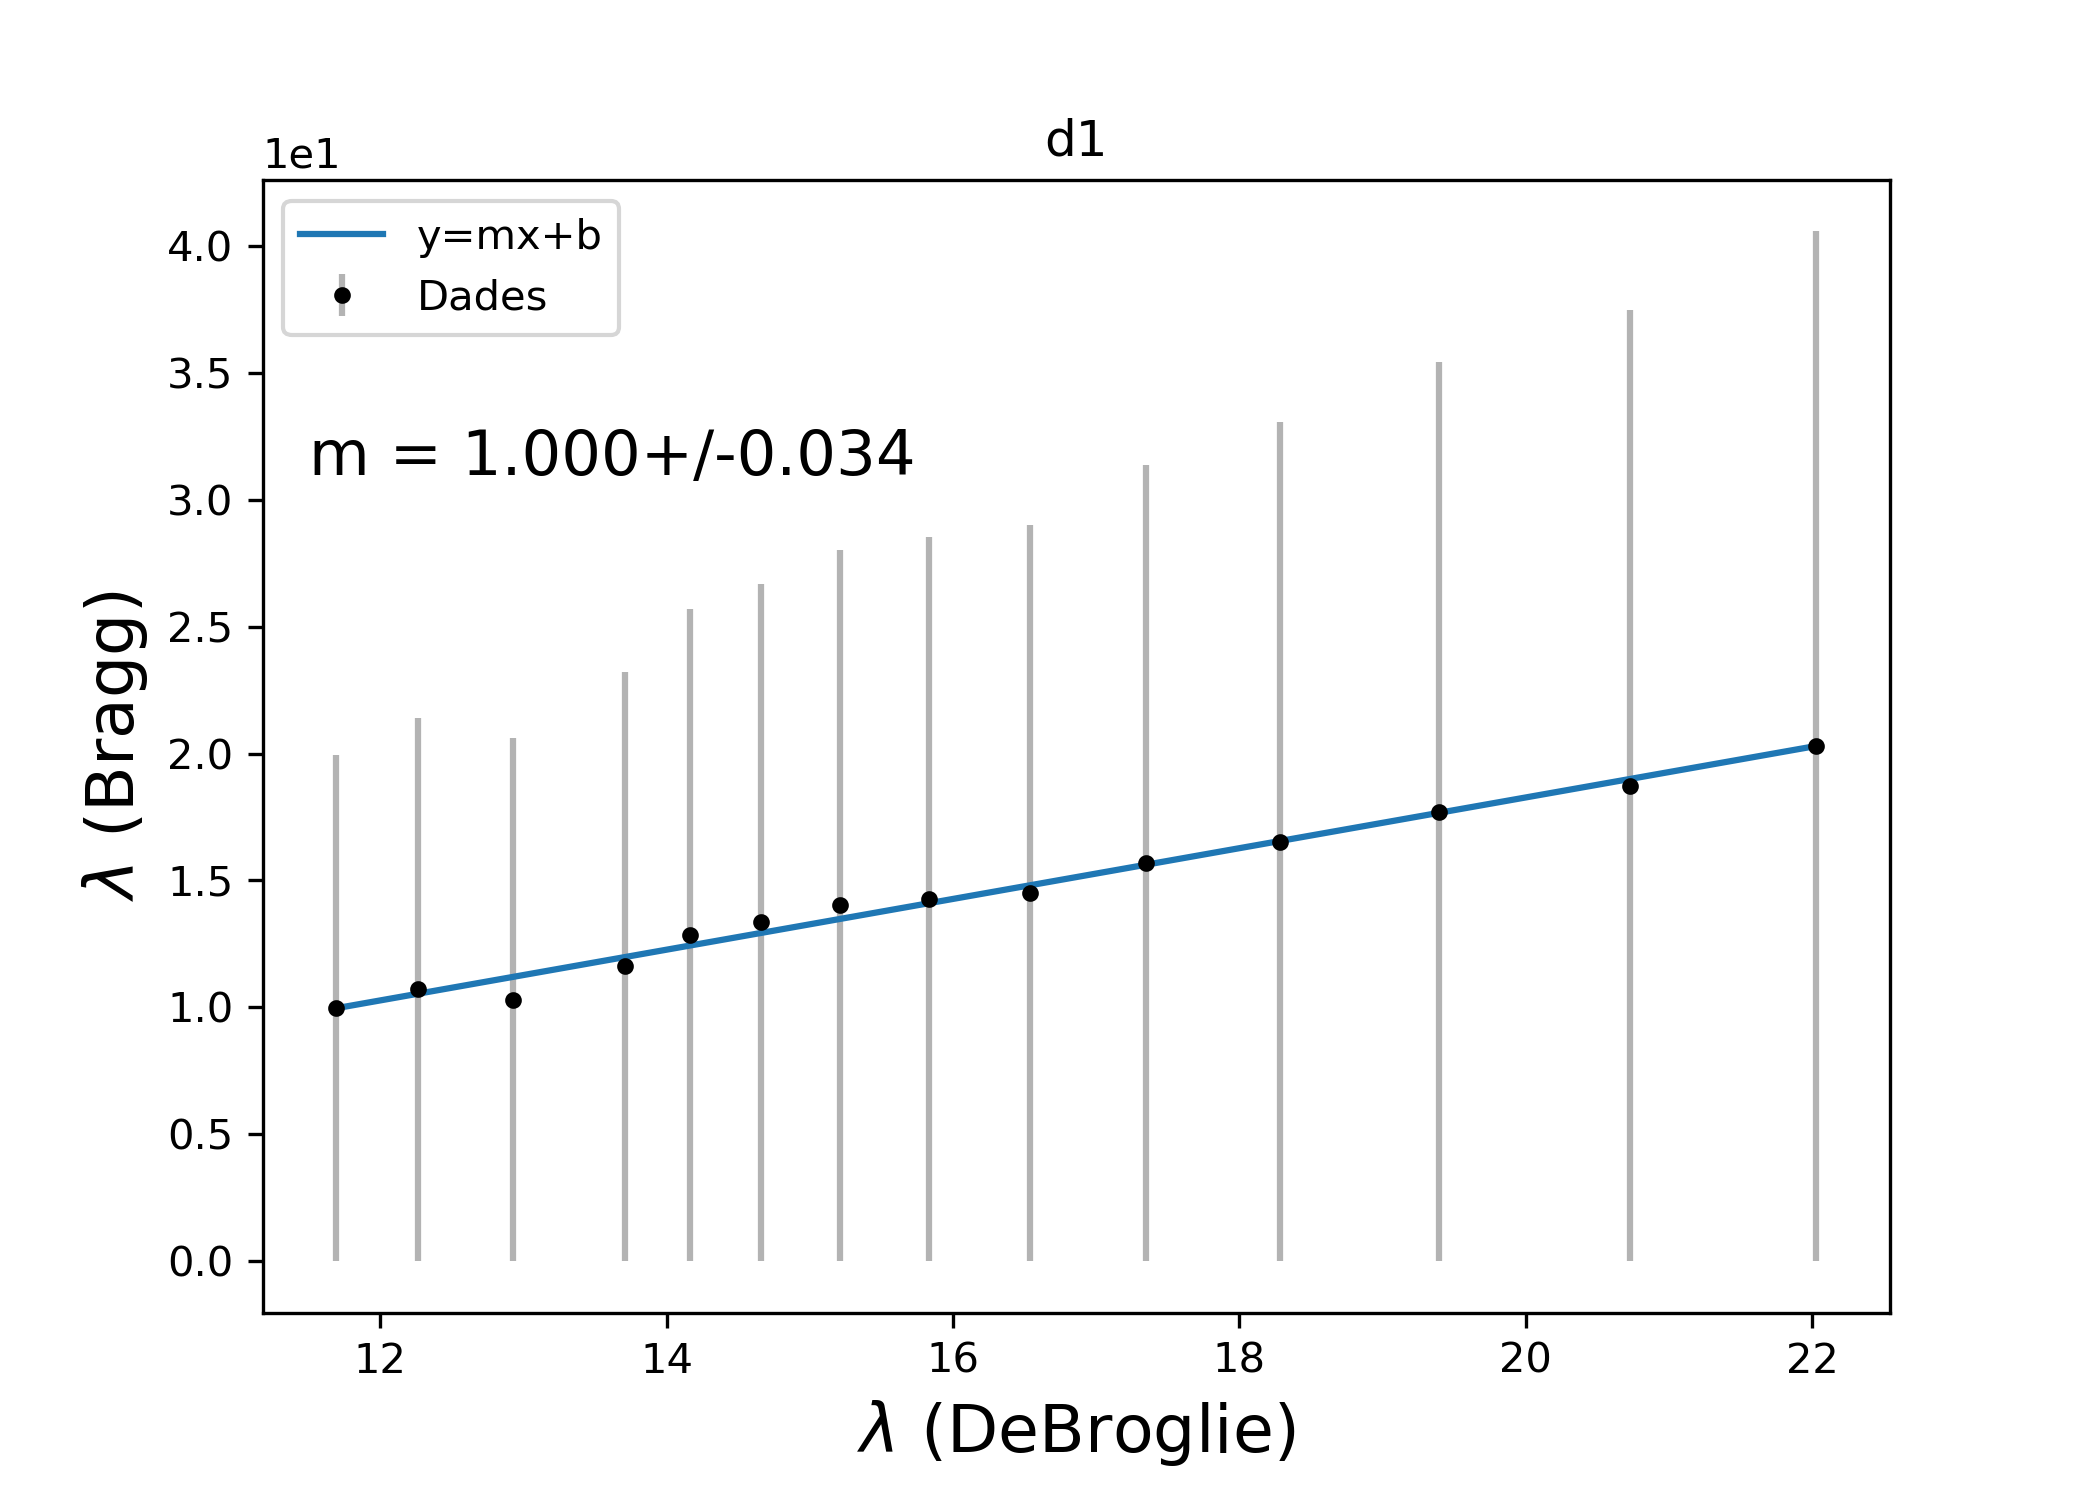 d1
1e1
y=mx+b
Dades
m = 1.000+/-0.034
4.0
3.5
3.0
2.5
2.0
1.5
1.0
0.5
0.0
λ (Bragg)
12 14 16 18 20 22
λ (DeBroglie)